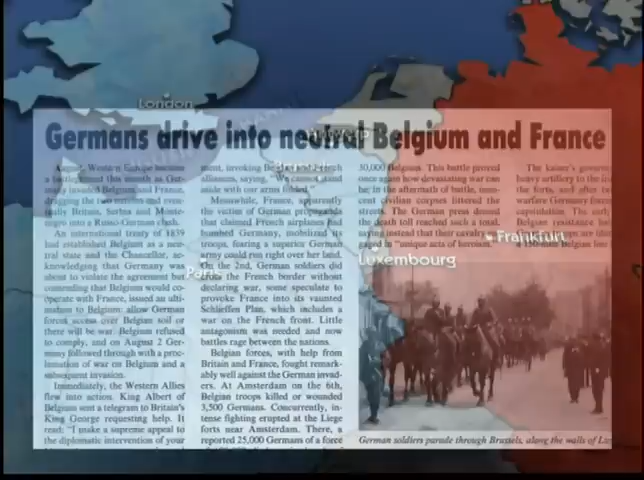 London
Germans drive into neutral Belgium and France
August, Western Europe became
a battleground this month as Ger-
many invaded Belgium and France,
dragging the two nations and even-
tually Britain, Serbia and Monte-
negro into a Russo-German clash.
An international treaty of 1839
had established Belgium as a neu-
tral state and the Chancellor, ac-
knowledging that Germany was
about to violate the agreement but
contending that Belgium would co-
operate with France, issued an ulti-
matum to Belgium: allow German
forces access over Belgian soil or
there will be war. Belgium refused
to comply, and on August 2 Ger-
many followed through with a proc-
lamation of war on Belgium and a
subsequent invasion.
Immediately, the Western Allies
flew into action. King Albert of
Belgium sent a telegram to Britain's
King George requesting help. It
read: "I make a supreme appeal to
the diplomatic intervention of your
ment, invoking
alliances, saying, "We cannot stand
aside with our arms folded."
Meanwhile, France, apparently
the victim of German propaganda
that claimed French airplanes had
bombed Germany, mobilized its
troops, fearing a superior German
army could run right over her land.
On the 2nd, German soldiers did
cross the French border without
declaring war, some speculate to
provoke France into its vaunted
Schlieffen Plan, which includes a
war on the French front. Little
antagonism was needed and now
battles rage between the nations.
Belgian forces, with help from
Britain and France, fought remark-
ably well against the German invad-
ers. At Amsterdam on the 6th,
Belgian troops killed or wounded
3,500 Germans. Concurrently, in-
tense fighting erupted at the Liege
forts near Amsterdam. There, a
reported 25,000 Germans of a force
30,000 Belgians. This battle proved
once again how devastating war can
be; in the aftermath of battle, inno-
cent civilian corpses littered the
streets. The German press denied
the death toll reached such a total,
saying instead that their cavalry
in "unique acts of heroism."
The kaiser's
heavy artillery to the
the forts, and after
warfare Germany
capitulation. The
Belgian resistance
Frankfurt
Luxembourg
German soldiers parade through Brussels, along the walls of